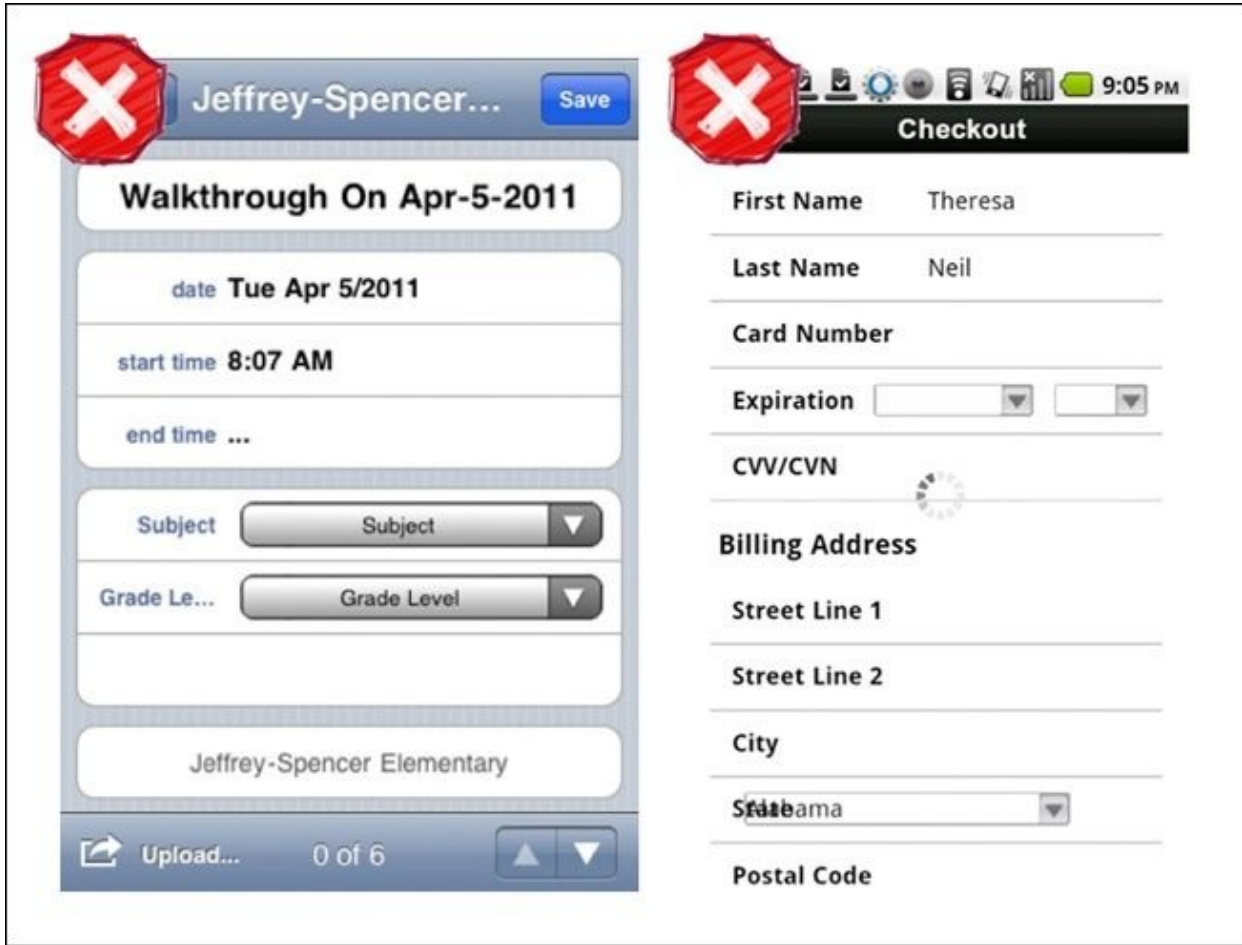 Jeffrey-Spencer...
Save
Walkthrough On Apr-5-2011
date Tue Apr 5/2011
start time 8:07 AM
end time ...
Subject Subject
Grade Le... Grade Level
Jeffrey-Spencer Elementary
Upload... 0 of 6
9:05 PM
Checkout
First Name Theresa
Last Name Neil
Card Number
Expiration
CVV/CVN
Billing Address
Street Line 1
Street Line 2
City
State Alabama
Postal Code